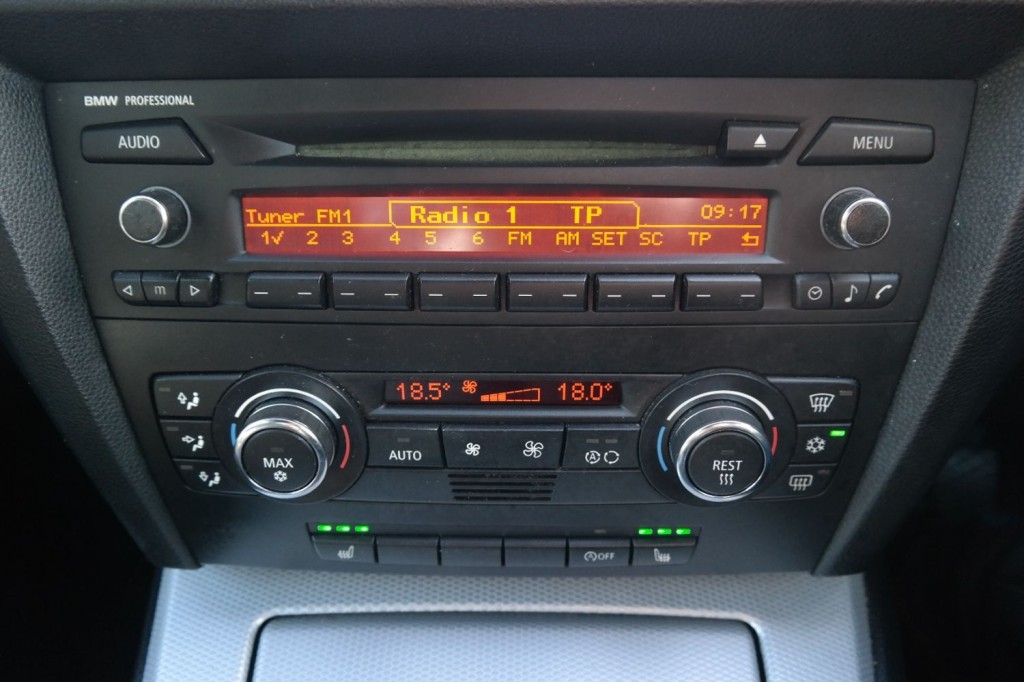 BMW PROFESSIONAL
AUDIO
MENU
Tuner FM1 Radio 1 TP 09:17
1✓ 2 3 4 5 6 FM AM SET SC TP
m
18.5° 18.0°
MAX
AUTO
A
REST
A OFF